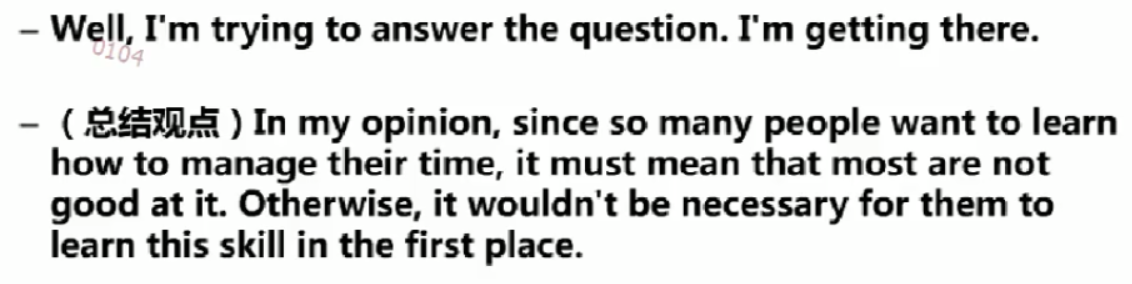 – Well, I'm trying to answer the question. I'm getting there.
0104
– （总结观点）In my opinion, since so many people want to learn
how to manage their time, it must mean that most are not
good at it. Otherwise, it wouldn't be necessary for them to
learn this skill in the first place.